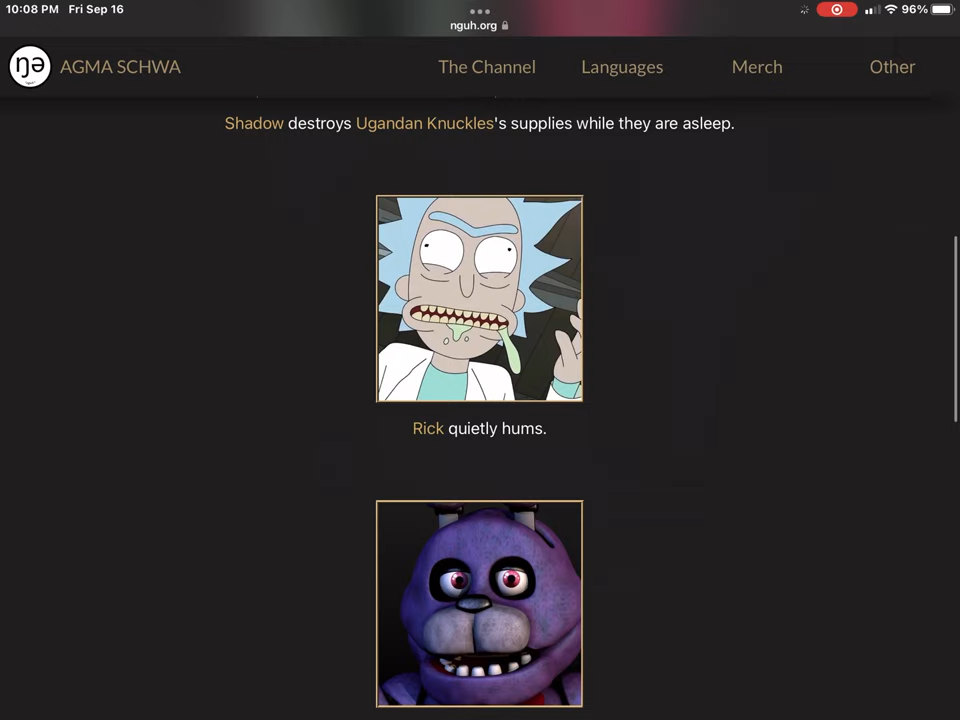 10:08 PM Fri Sep 16
96%
nguh.org
ŋə
AGMA SCHWA
The Channel
Languages
Merch
Other
Shadow destroys Ugandan Knuckles's supplies while they are asleep.
Rick quietly hums.